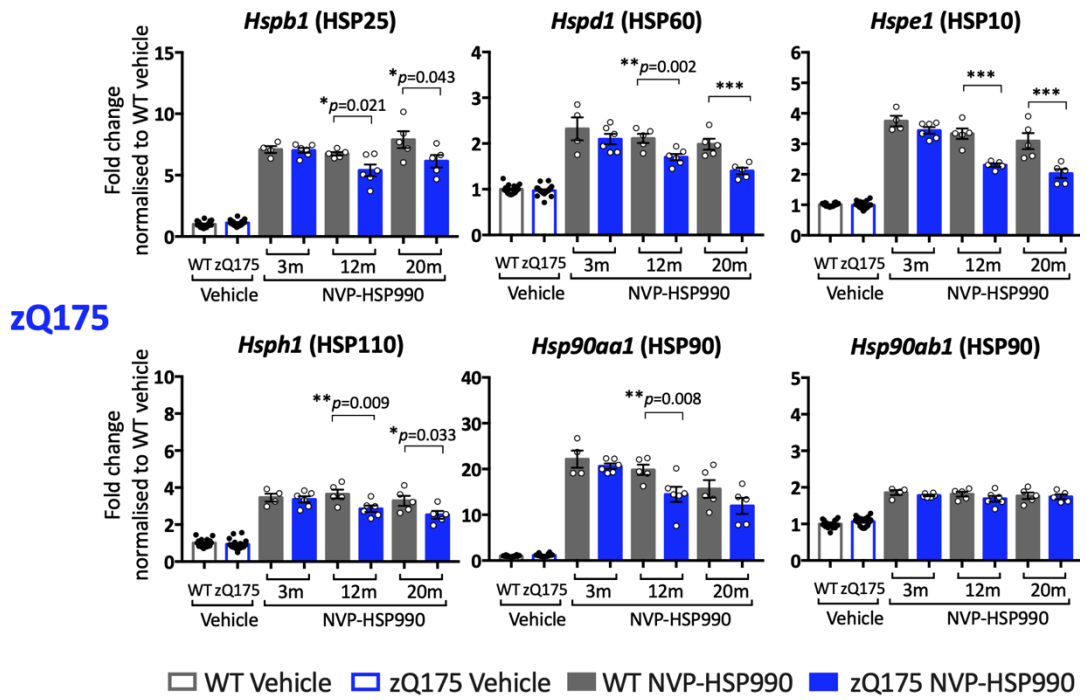 Hspb1 (HSP25)
Fold change
normalised to WT vehicle
15
10
5
0
*p=0.021
*p=0.043
WT zQ175
3m
12m
20m
Vehicle
NVP-HSP990
Hspd1 (HSP60)
4
3
2
1
0
**p=0.002
***
WT zQ175
3m
12m
20m
Vehicle
NVP-HSP990
Hspe1 (HSP10)
6
5
4
3
2
1
0
***
***
WT zQ175
3m
12m
20m
Vehicle
NVP-HSP990
zQ175
Hsph1 (HSP110)
Fold change
normalised to WT vehicle
10
8
6
4
2
0
**p=0.009
*p=0.033
WT zQ175
3m
12m
20m
Vehicle
NVP-HSP990
Hsp90aa1 (HSP90)
40
30
20
10
0
**p=0.008
WT zQ175
3m
12m
20m
Vehicle
NVP-HSP990
Hsp90ab1 (HSP90)
5
4
3
2
1
0
WT zQ175
3m
12m
20m
Vehicle
NVP-HSP990
WT Vehicle
zQ175 Vehicle
WT NVP-HSP990
zQ175 NVP-HSP990